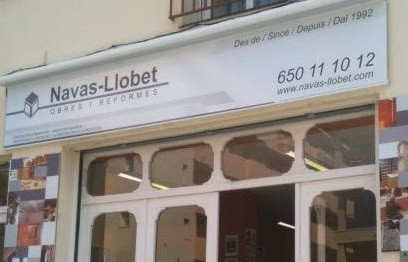 Des de / Since / Depuis / Dal 1992
Navas-Llobet
OBRES I REFORMES
650 11 10 12
www.navas-llobet.com